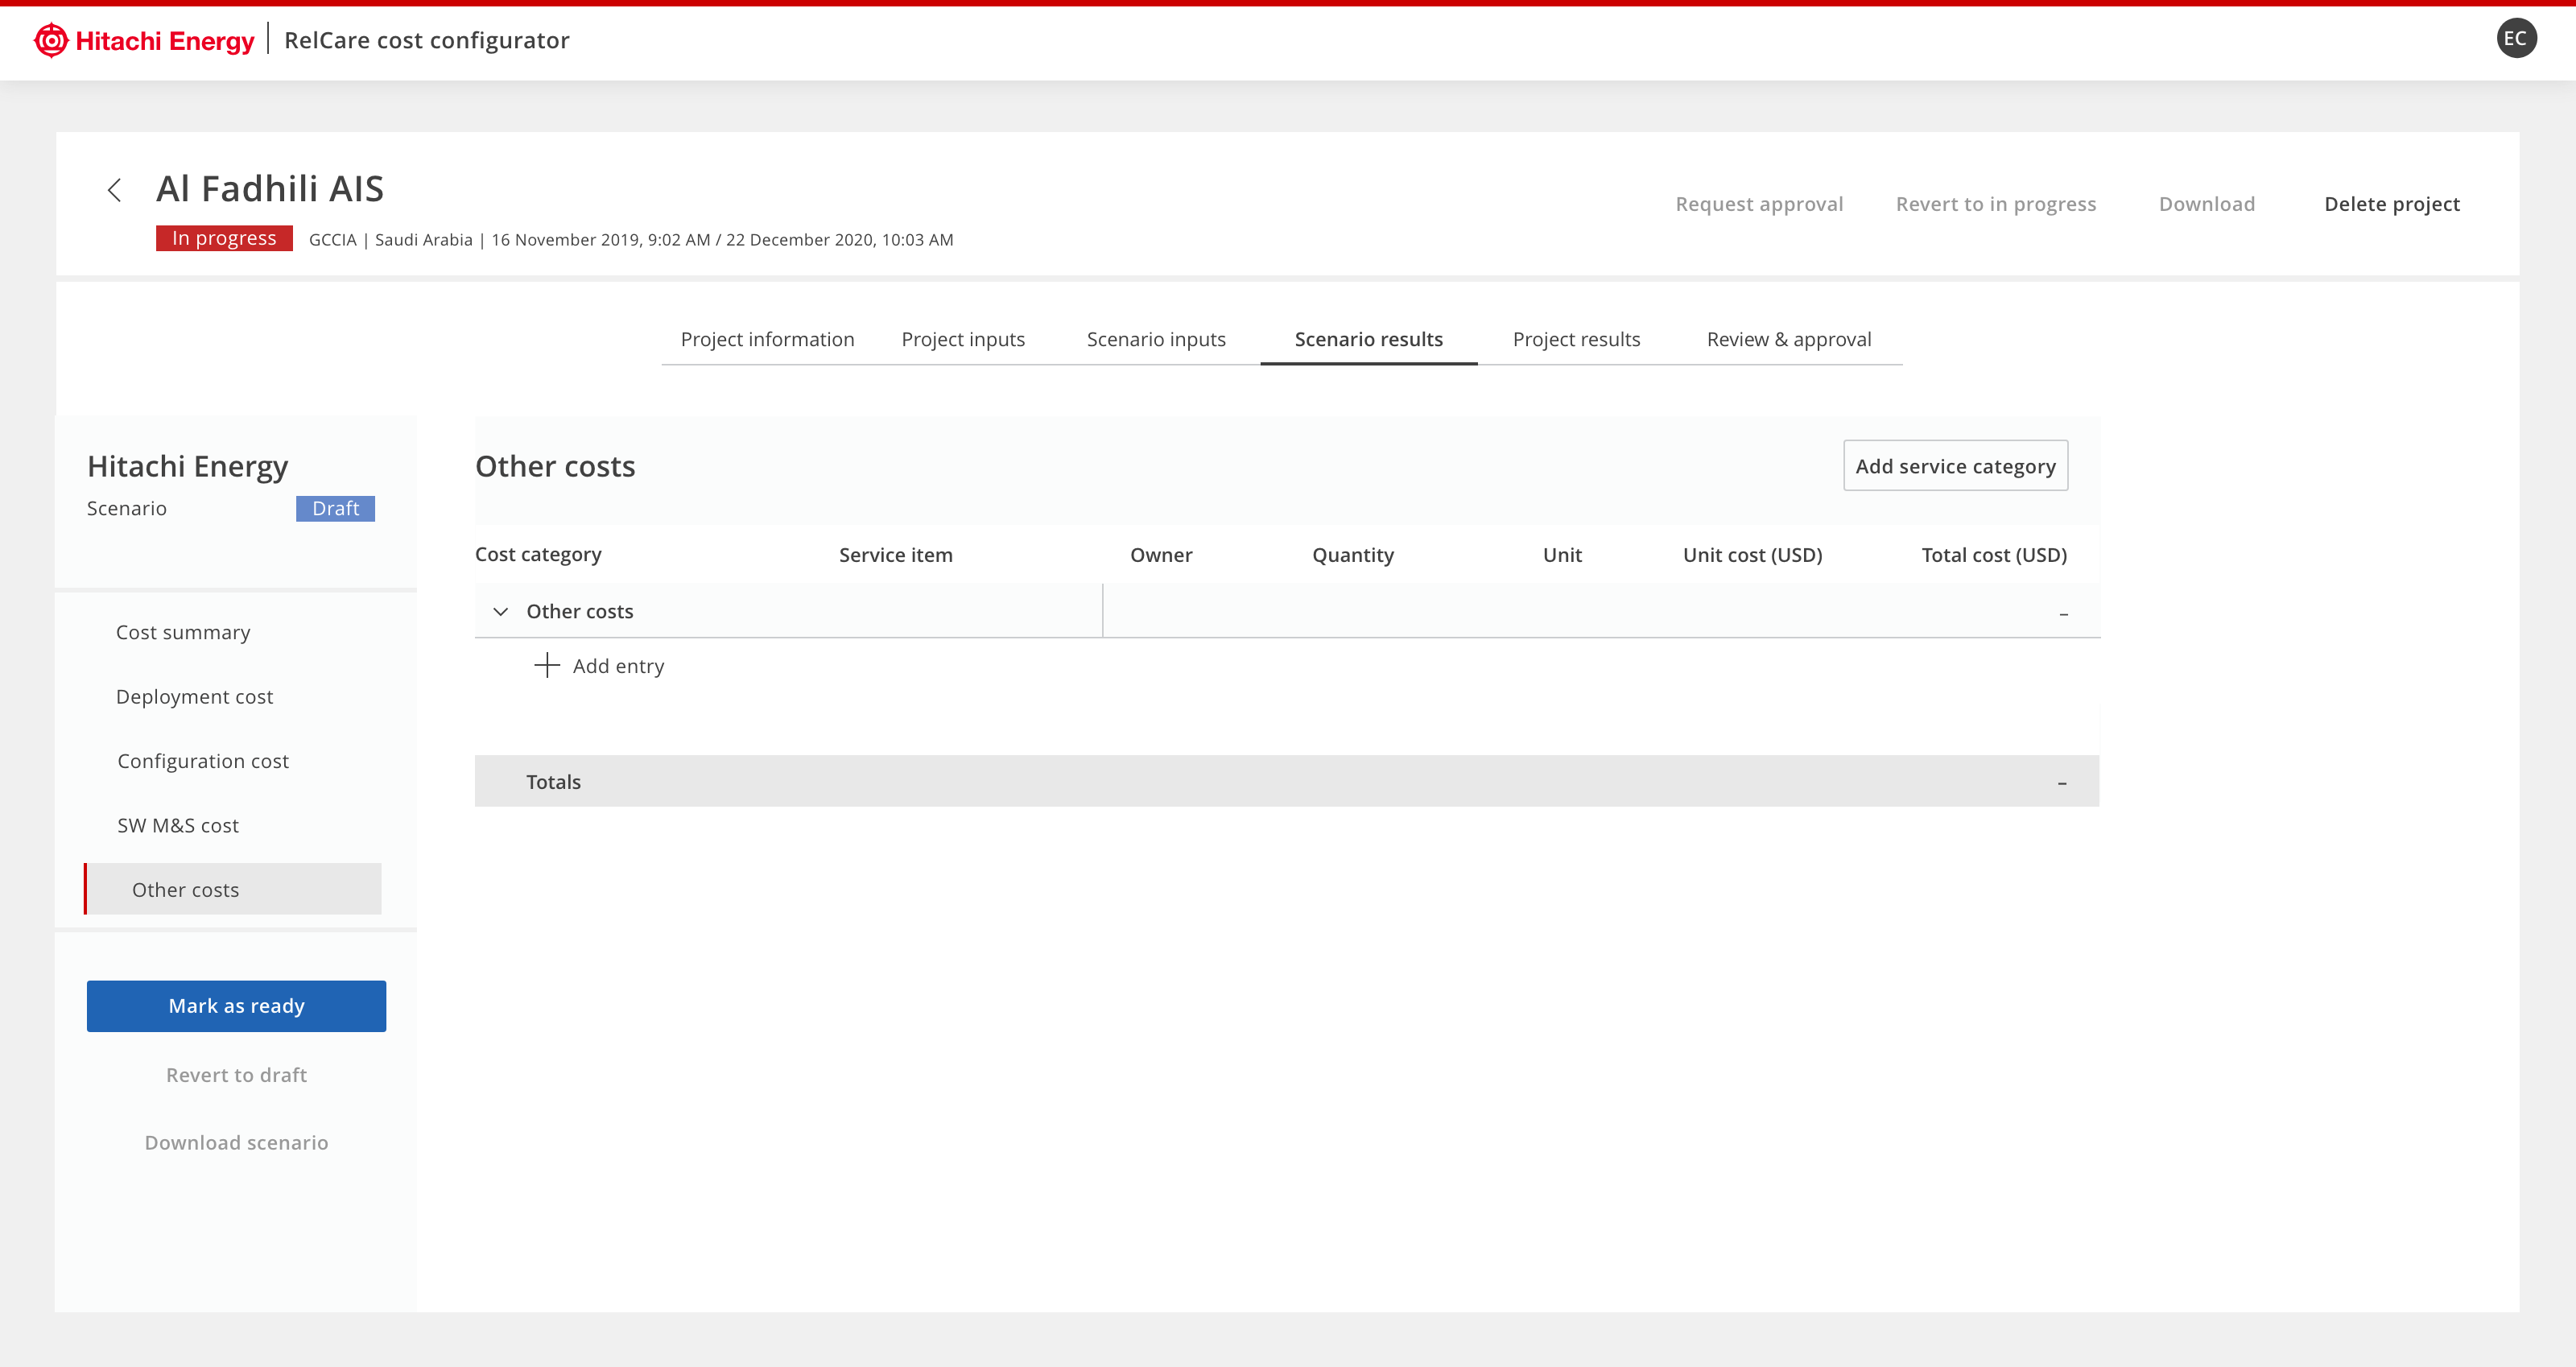 Hitachi Energy | RelCare cost configurator
EC
Al Fadhili AIS
In progress
GCCIA | Saudi Arabia | 16 November 2019, 9:02 AM / 22 December 2020, 10:03 AM
Request approval
Revert to in progress
Download
Delete project
Project information
Project inputs
Scenario inputs
Scenario results
Project results
Review & approval
Hitachi Energy
Scenario
Draft
Cost summary
Deployment cost
Configuration cost
SW M&S cost
Other costs
Mark as ready
Revert to draft
Download scenario
Other costs
Add service category
Cost category
Service item
Owner
Quantity
Unit
Unit cost (USD)
Total cost (USD)
Other costs
–
Add entry
Totals
–